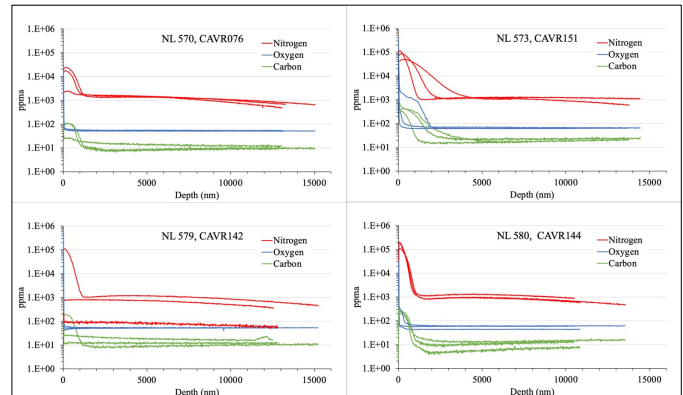 NL 570, CAVR076
Nitrogen
Oxygen
Carbon
ppma
1.E+06
1.E+05
1.E+04
1.E+03
1.E+02
1.E+01
1.E+00
0 5000 10000 15000
Depth (nm)
NL 573, CAVR151
Nitrogen
Oxygen
Carbon
ppma
1.E+06
1.E+05
1.E+04
1.E+03
1.E+02
1.E+01
1.E+00
0 5000 10000 15000
Depth (nm)
NL 579, CAVR142
Nitrogen
Oxygen
Carbon
ppma
1.E+06
1.E+05
1.E+04
1.E+03
1.E+02
1.E+01
1.E+00
0 5000 10000 15000
Depth (nm)
NL 580, CAVR144
Nitrogen
Oxygen
Carbon
ppma
1.E+06
1.E+05
1.E+04
1.E+03
1.E+02
1.E+01
1.E+00
0 5000 10000 15000
Depth (nm)